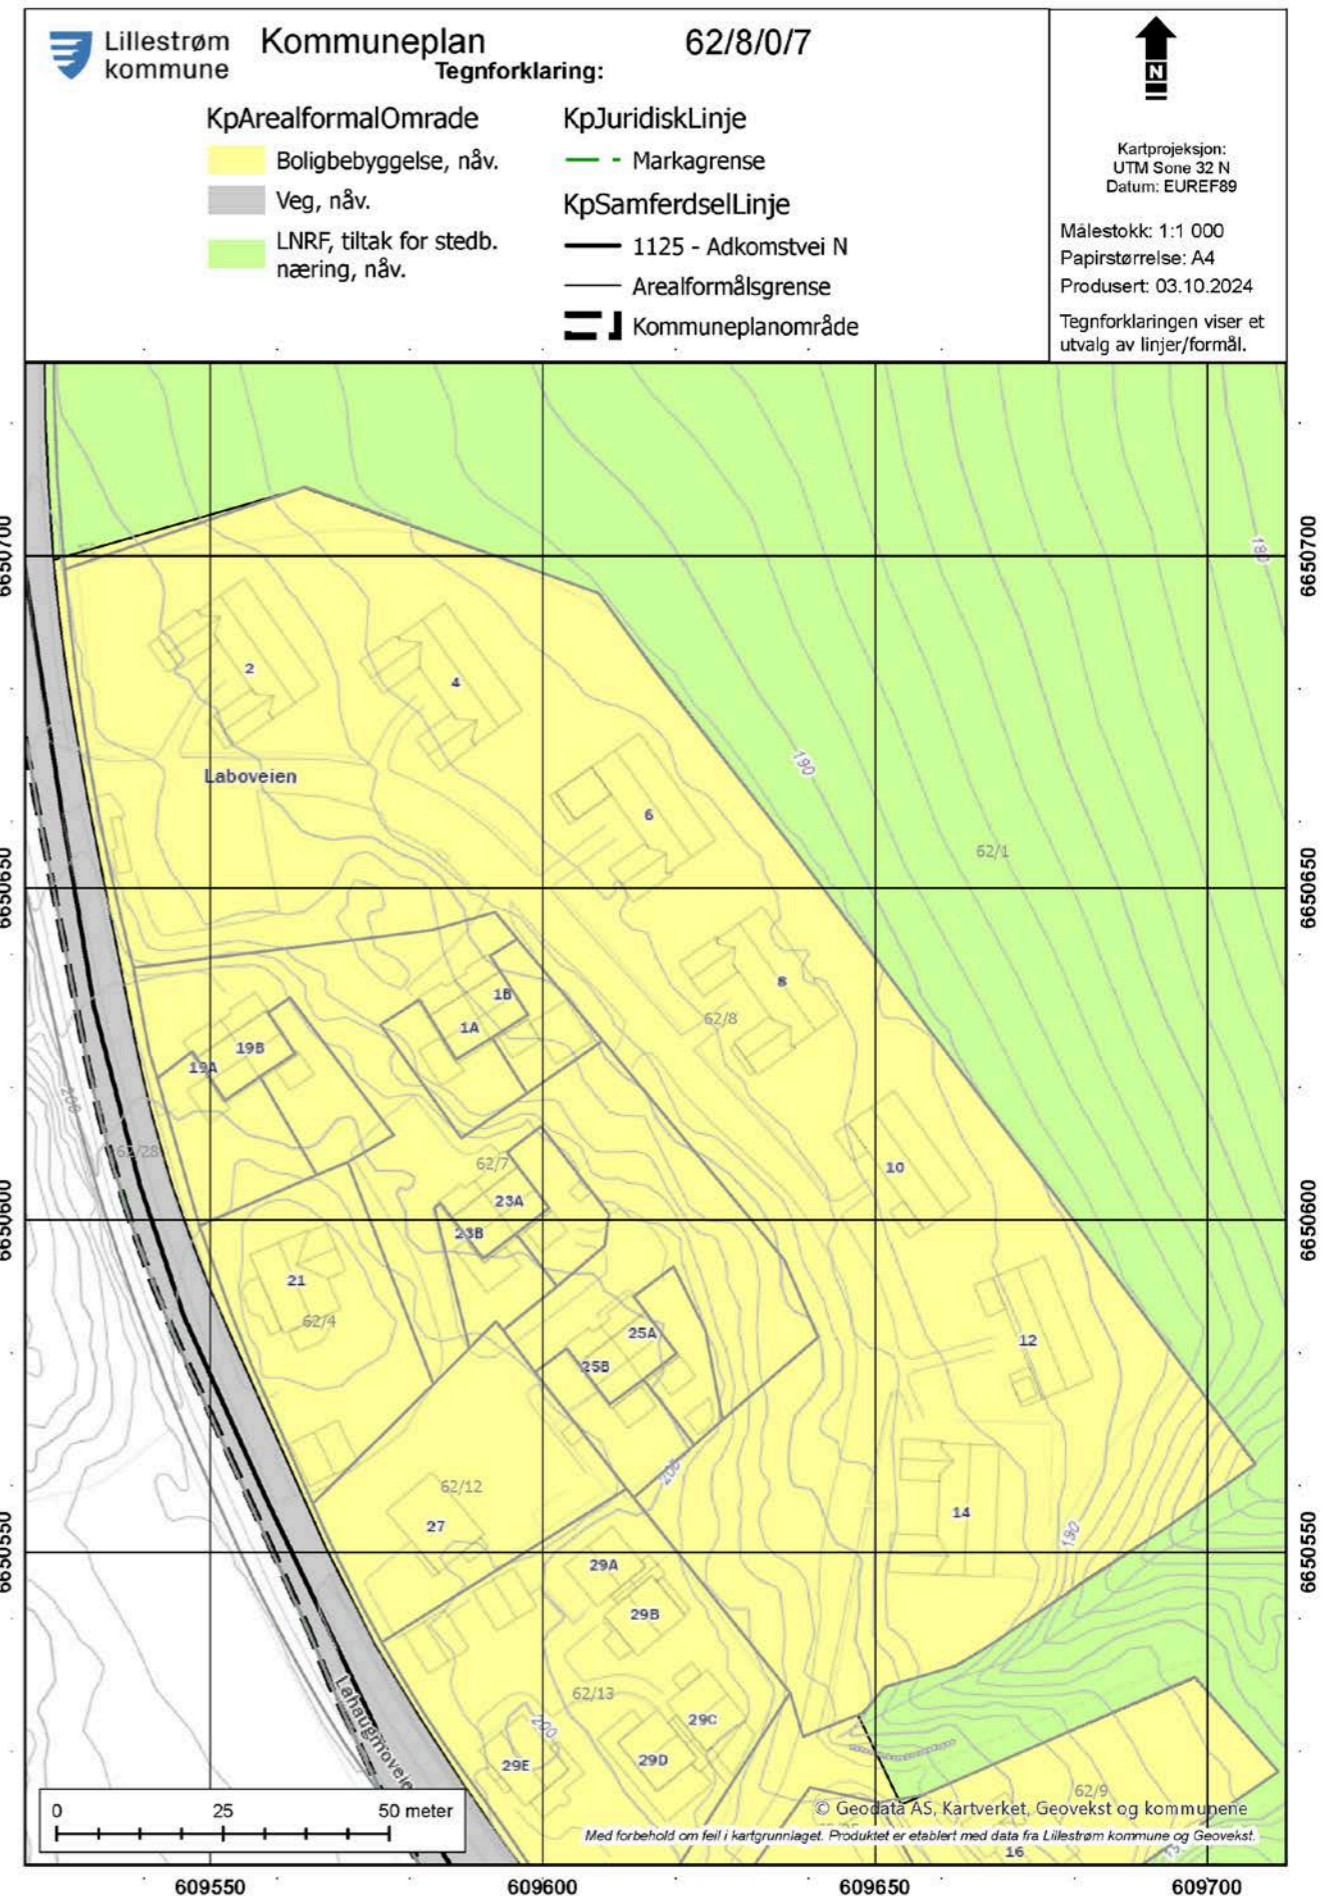 Lillestrøm
kommune
Kommuneplan
62/8/0/7
Tegnforklaring:
KpArealformalOmrade
Boligbebyggelse, nåv.
Veg, nåv.
LNRF, tiltak for stedb.
næring, nåv.
KpJuridiskLinje
Markagrense
KpSamferdselLinje
1125 - Adkomstvei N
Arealformålsgrense
Kommuneplanområde
N
Kartprojeksjon:
UTM Sone 32 N
Datum: EUREF89
Målestokk: 1:1 000
Papirstørrelse: A4
Produsert: 03.10.2024
Tegnforklaringen viser et
utvalg av linjer/formål.
6650700
6650700
180
2
4
190
Laboveien
6
62/1
6650650
6650650
8
1B
62/8
1A
19B
19A
200
62/28
62/7
10
23A
6650600
6650600
23B
21
62/4
25A
12
25B
200
62/12
14
27
190
6650550
6650550
29A
29B
62/13
Lahaugmoveie
29C
200
29D
29E
62/9
0 25 50 meter
© Geodata AS, Kartverket, Geovekst og kommunene
Med forbehold om feil i kartgrunnlaget. Produktet er etablert med data fra Lillestrøm kommune og Geovekst.
16
609550
609600
609650
609700